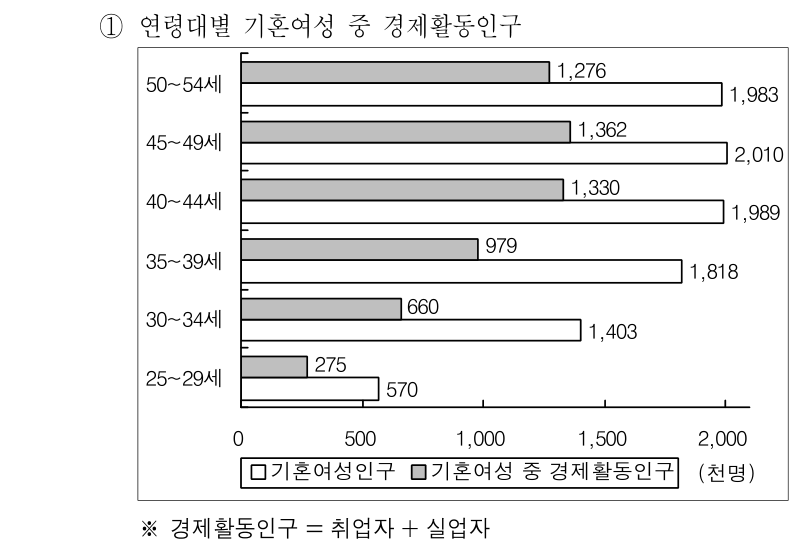 ① 연령대별 기혼여성 중 경제활동인구
50~54세 1,276
1,983
45~49세 1,362
2,010
40~44세 1,330
1,989
35~39세 979
1,818
30~34세 660
1,403
25~29세 275
570
0 500 1,000 1,500 2,000
기혼여성인구 기혼여성 중 경제활동인구 (천명)
※ 경제활동인구 = 취업자 + 실업자